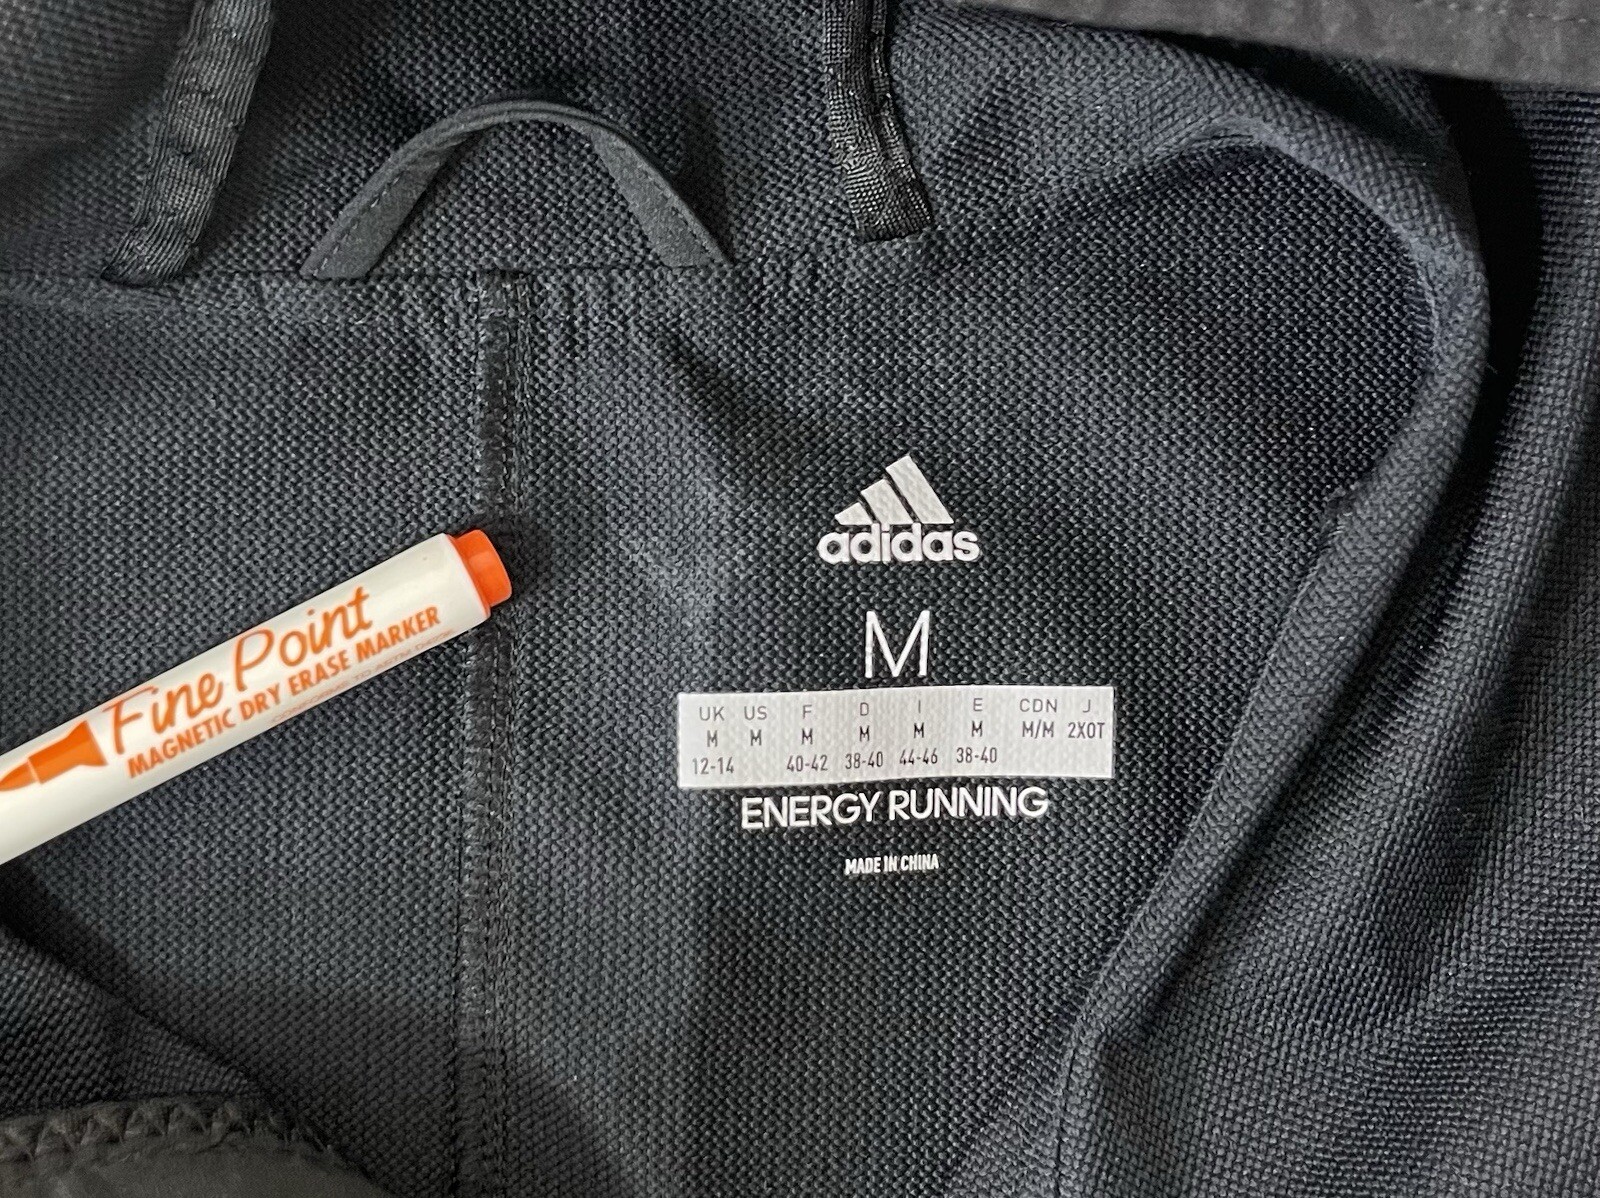 Fine Point
MAGNETIC DRY ERASE MARKER
adidas
M
UK US F D I E CDN J
M M M M M M M/M 2XOT
12-14 40-42 38-40 44-46 38-40
ENERGY RUNNING
MADE IN CHINA